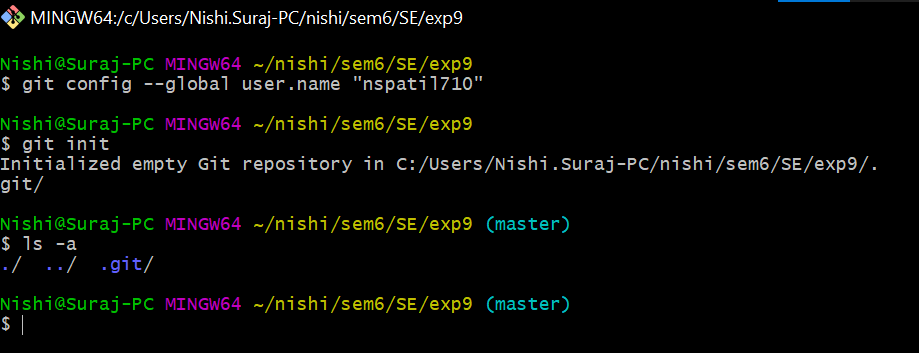 MINGW64:/c/Users/Nishi.Suraj-PC/nishi/sem6/SE/exp9
Nishi@Suraj-PC MINGW64 ~/nishi/sem6/SE/exp9
$ git config --global user.name "nspatil710"
Nishi@Suraj-PC MINGW64 ~/nishi/sem6/SE/exp9
$ git init
Initialized empty Git repository in C:/Users/Nishi.Suraj-PC/nishi/sem6/SE/exp9/.
git/
Nishi@Suraj-PC MINGW64 ~/nishi/sem6/SE/exp9 (master)
$ ls -a
./  ../  .git/
Nishi@Suraj-PC MINGW64 ~/nishi/sem6/SE/exp9 (master)
$